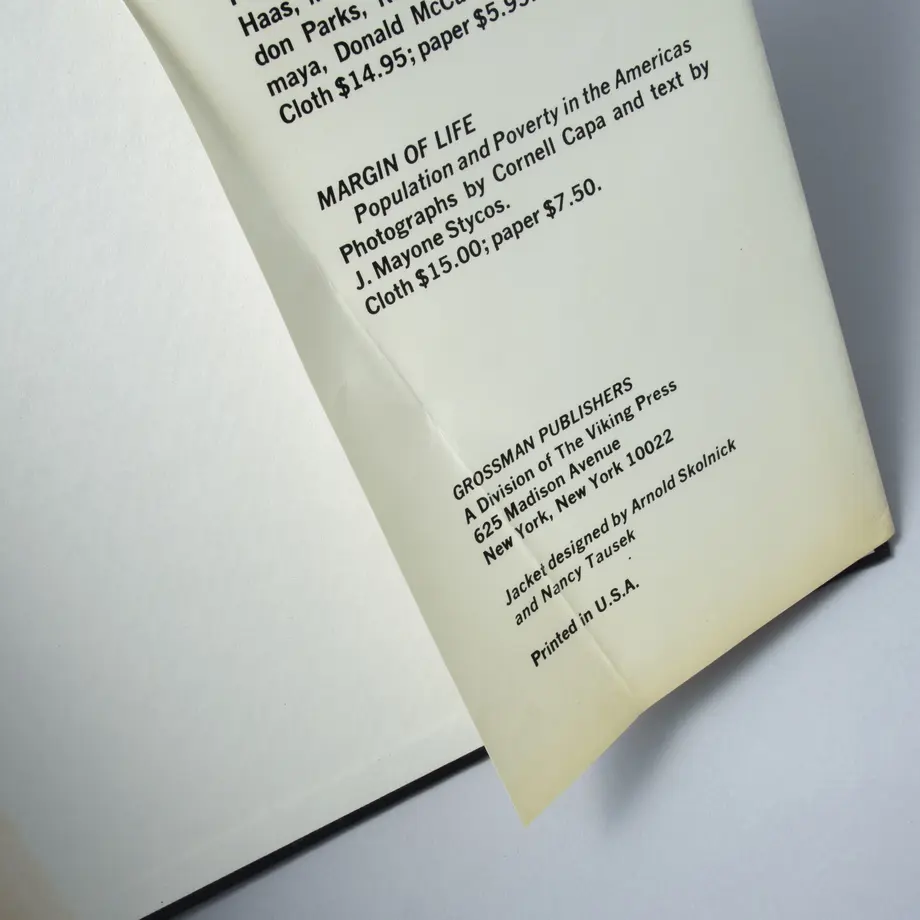 Haas,
don Parks,
maya, Donald McCu
Cloth $14.95; paper $5.95.
MARGIN OF LIFE
Population and Poverty in the Americas
Photographs by Cornell Capa and text by
J. Mayone Stycos.
Cloth $15.00; paper $7.50.
GROSSMAN PUBLISHERS
A Division of The Viking Press
625 Madison Avenue
New York, New York 10022
Jacket designed by Arnold Skolnick
and Nancy Tausek
Printed in U.S.A.